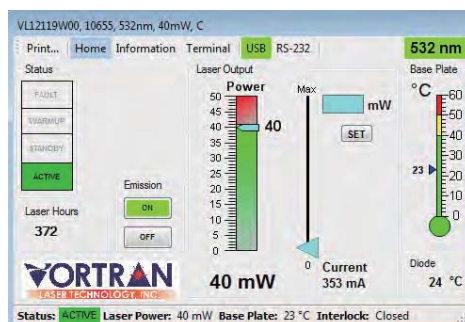 VL12119W00, 10655, 532nm, 40mW, C
Print... Home Information Terminal USB RS-232 532 nm
Status
FAULT
WARMUP
STANDBY
ACTIVE
Laser Hours
372
Emission
ON
OFF
Laser Output
Power
50
45
40
35
30
25
20
15
10
5
0
40
40 mW
Max
0
mW
SET
Current
353 mA
Base Plate
°C
60
50
40
30
20
10
0
23
Diode
24 °C
VORTRAN
LASER TECHNOLOGY, INC.
Status: ACTIVE Laser Power: 40 mW Base Plate: 23 °C Interlock: Closed